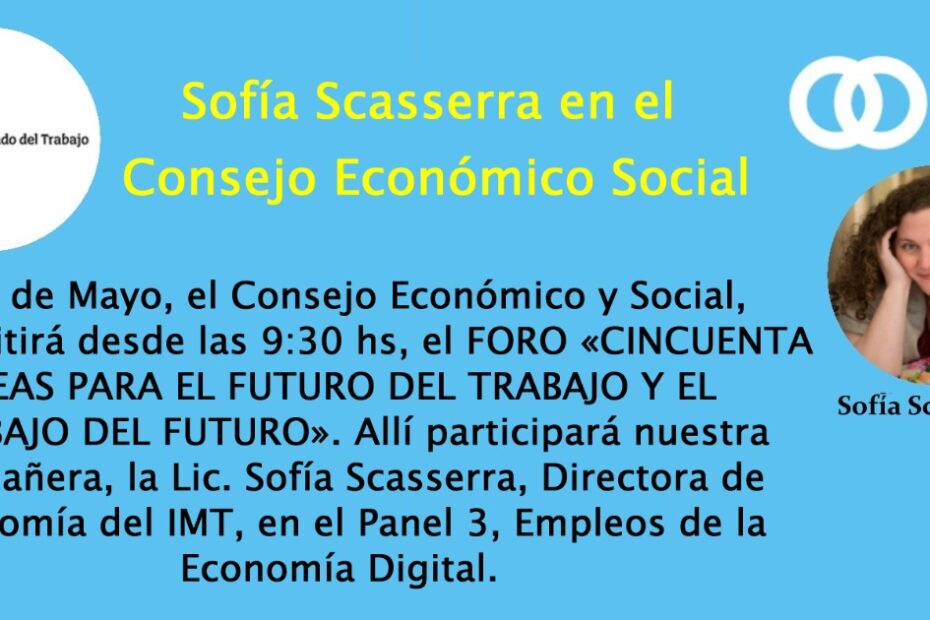 do del Trabajo
Sofía Scasserra en el
Consejo Económico Social
de Mayo, el Consejo Económico y Social,
itirá desde las 9:30 hs, el FORO «CINCUENTA
EAS PARA EL FUTURO DEL TRABAJO Y EL
BAJO DEL FUTURO». Allí participará nuestra
añera, la Lic. Sofía Scasserra, Directora de
omía del IMT, en el Panel 3, Empleos de la
Economía Digital.
Sofía Sc